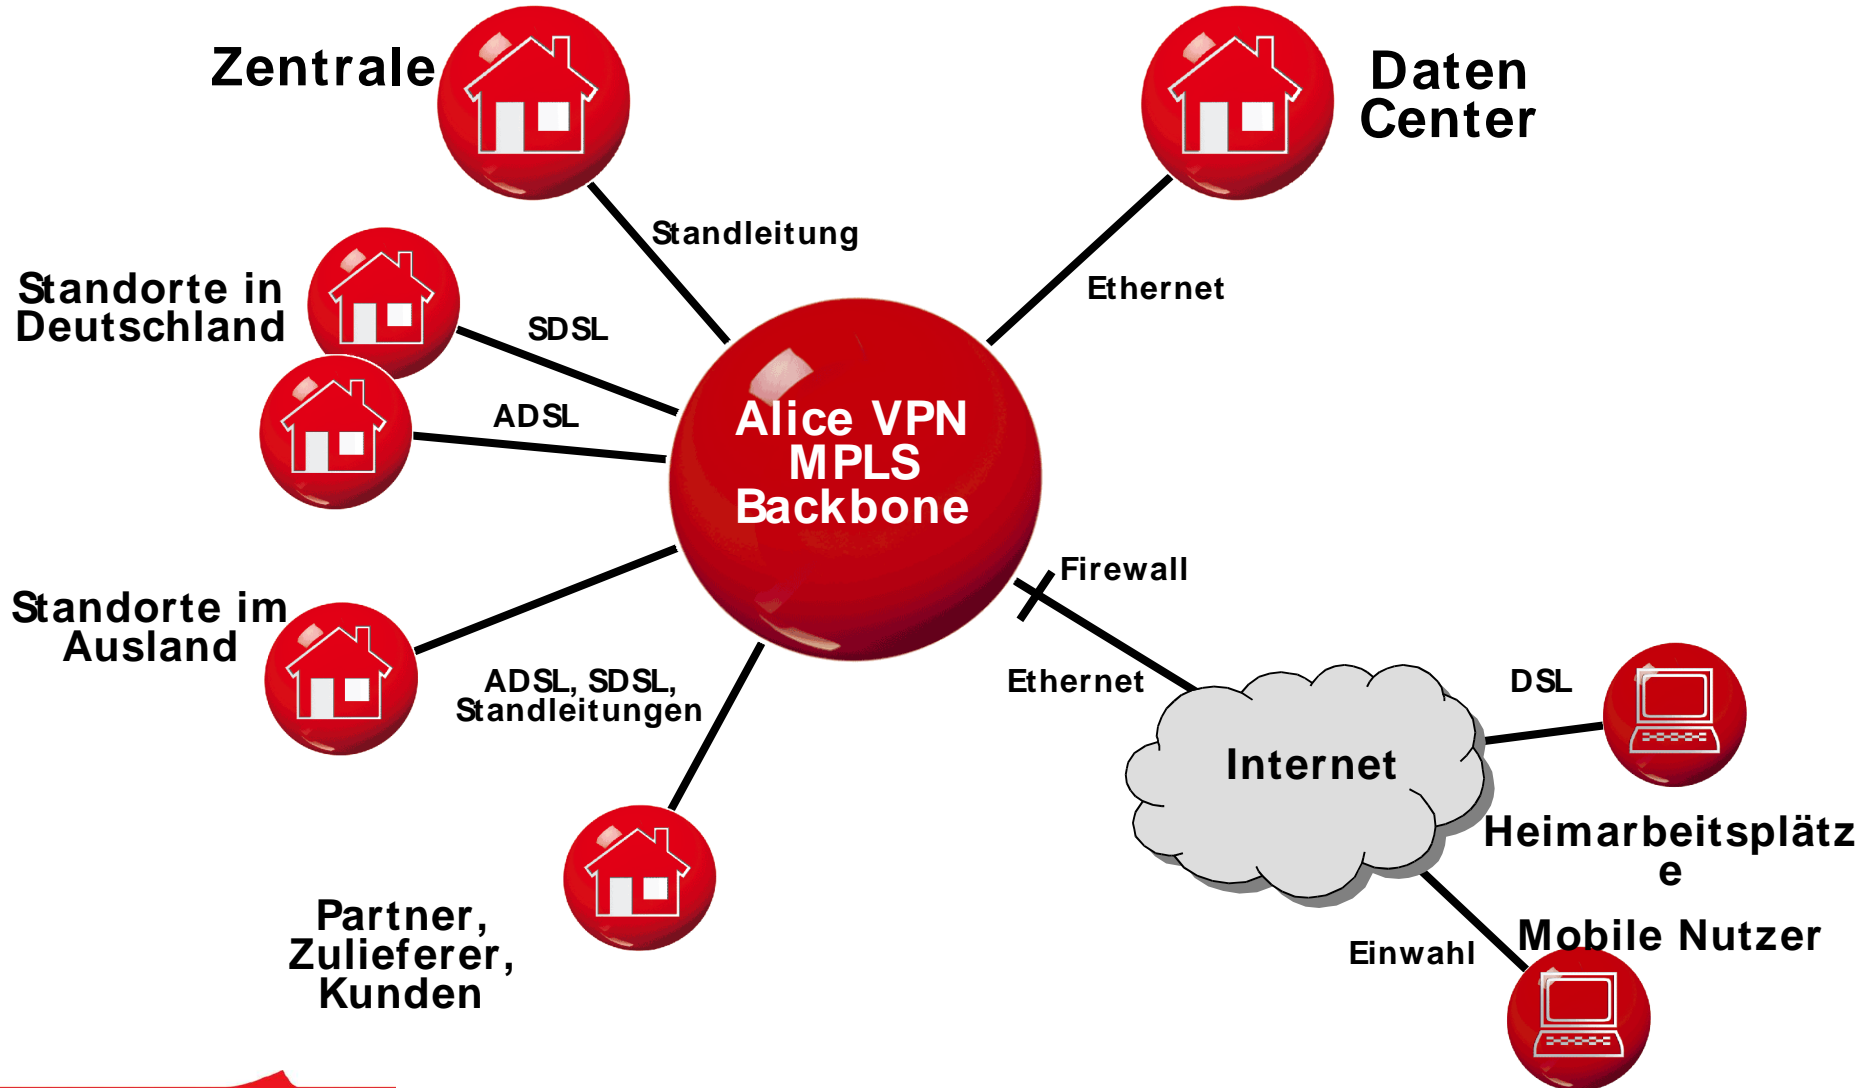 Zentrale
Daten
Center
Standleitung
Ethernet
Standorte in
Deutschland
SDSL
ADSL
Alice VPN
MPLS
Backbone
Firewall
Standorte im
Ausland
ADSL, SDSL,
Standleitungen
Ethernet
DSL
Internet
Heimarbeitsplätz
e
Partner,
Zulieferer,
Kunden
Einwahl
Mobile Nutzer